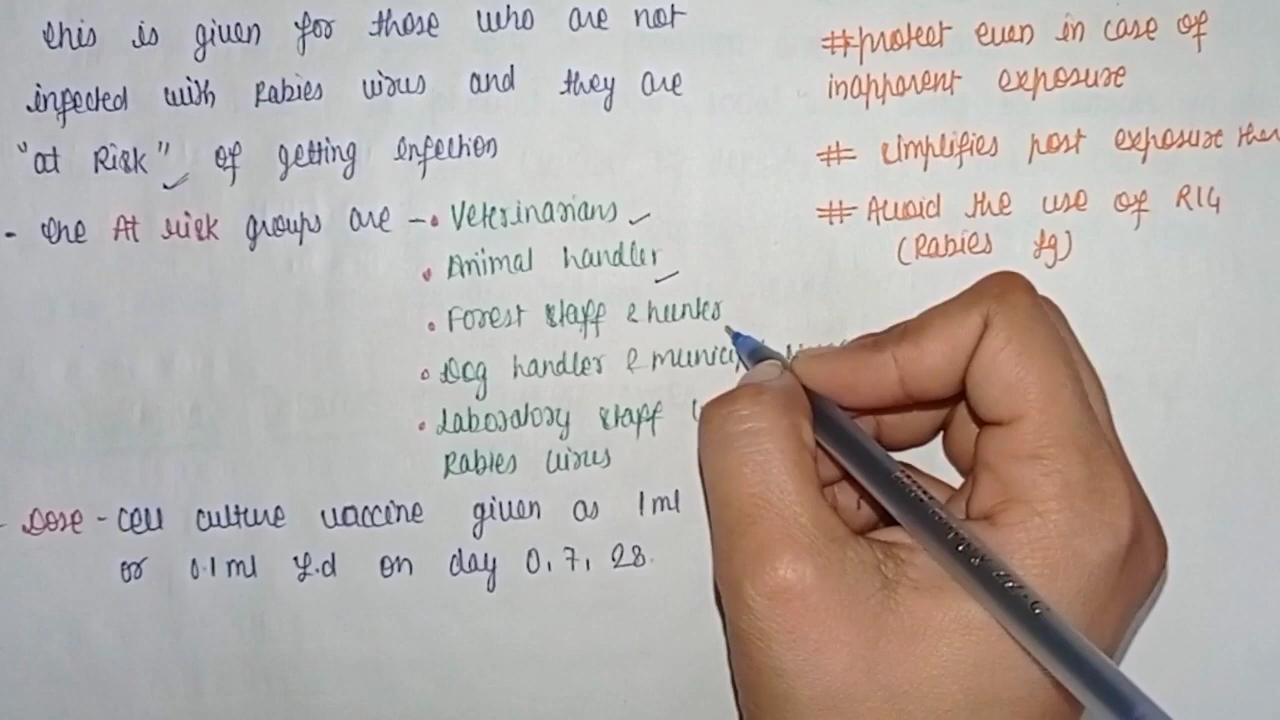 this is given for those who are not
infected with Rabies virus and they are
"at Risk" of getting infection
- the At risk groups are - • Veterinarians
• Animal handler
• Forest staff & hunter
• Dog handler &
• Laboratory staff
Rabies virus
- Dose - cell culture vaccine given as 1ml
or 0.1ml I.d on day 0, 7, 28.
# protect even in case of
inapparent exposure
# simplifies post exposure
# Avoid the use of RIG
(Rabies Ig)